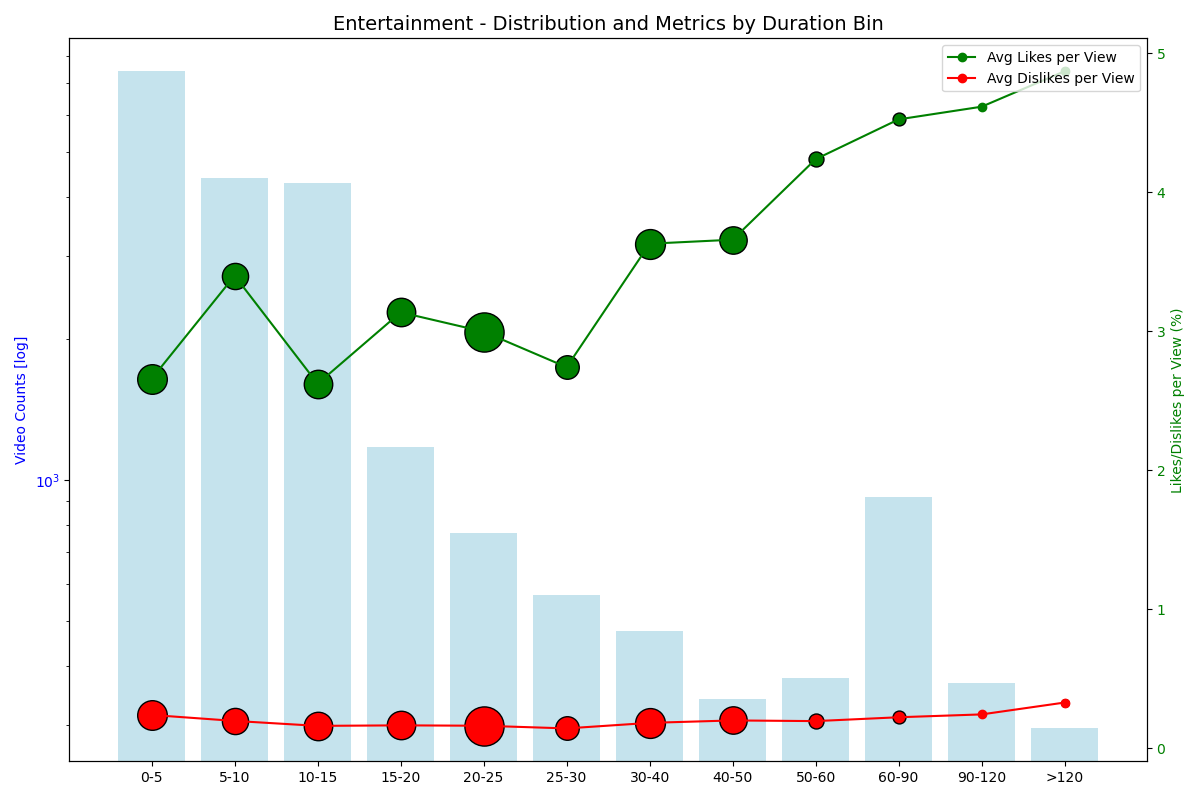 Entertainment - Distribution and Metrics by Duration Bin
Avg Likes per View
Avg Dislikes per View
Video Counts [log]
10³
5
4
3
2
1
0
Likes/Dislikes per View (%)
0-5 5-10 10-15 15-20 20-25 25-30 30-40 40-50 50-60 60-90 90-120 >120